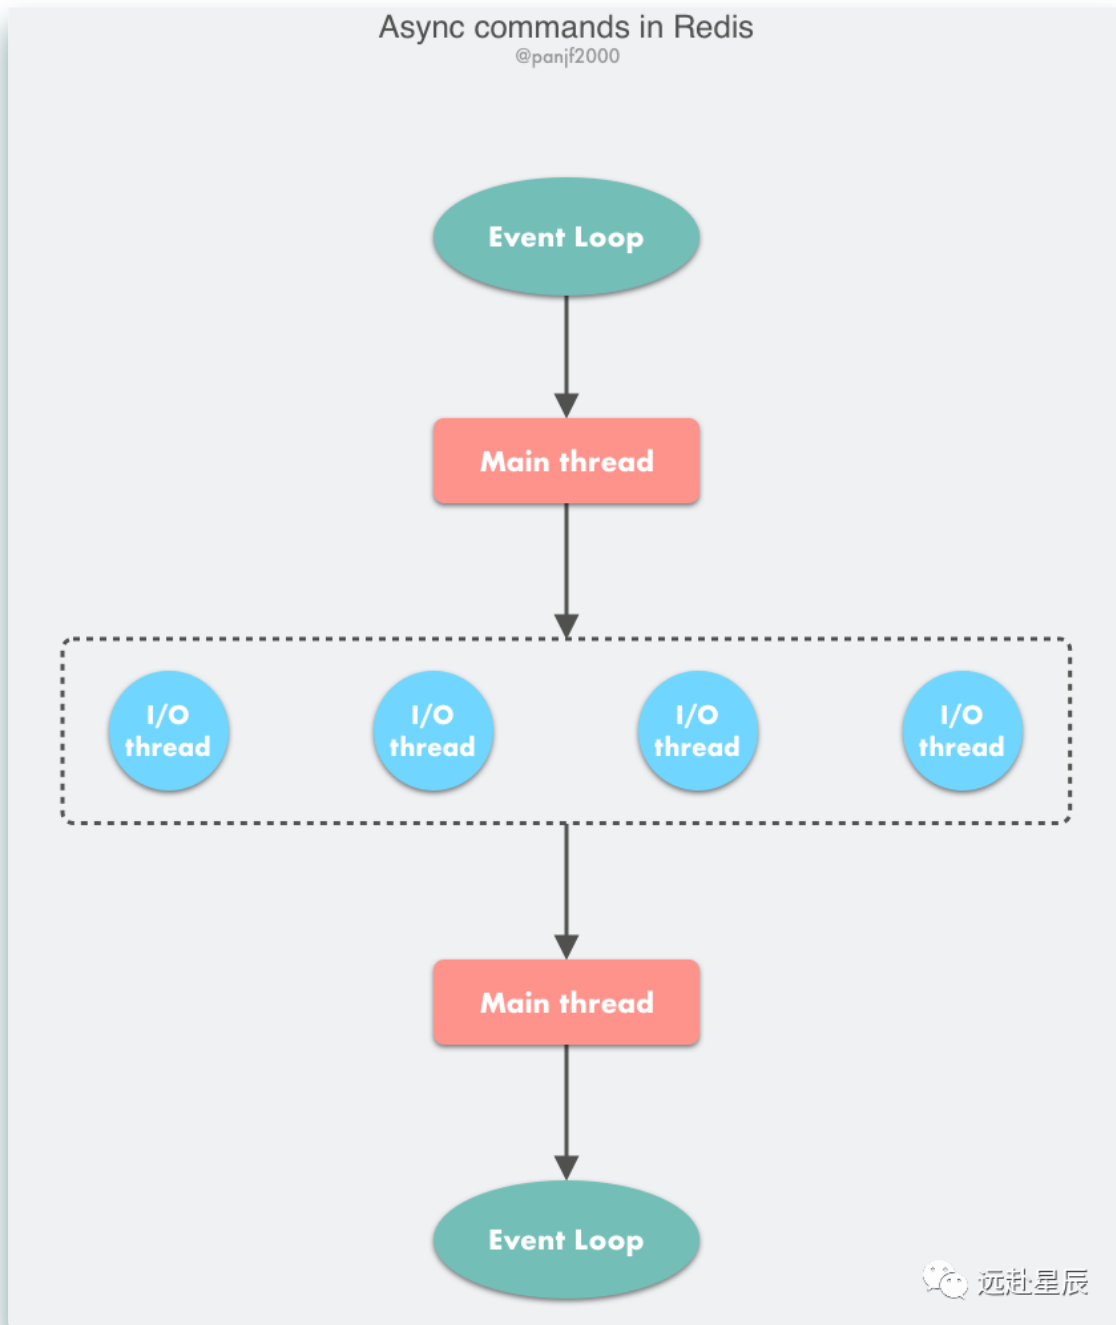 Async commands in Redis
@panjf2000
Event Loop
Main thread
I/O
thread
I/O
thread
I/O
thread
I/O
thread
Main thread
Event Loop
远赴星辰